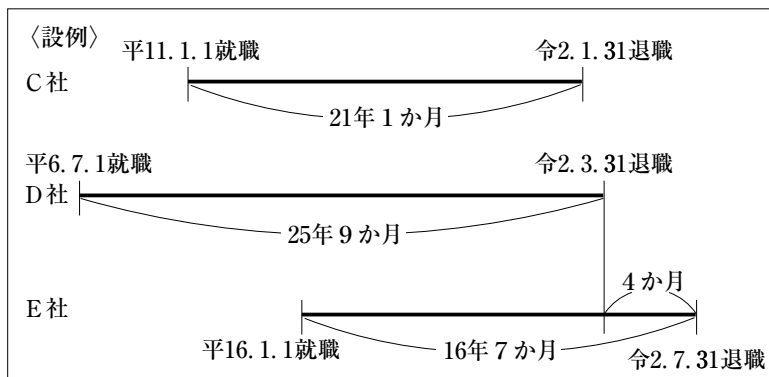 〈設例〉
平11.1.1就職 令2.1.31退職
C社
21年1か月
平6.7.1就職 令2.3.31退職
D社
25年9か月
4か月
E社
16年7か月
平16.1.1就職 令2.7.31退職